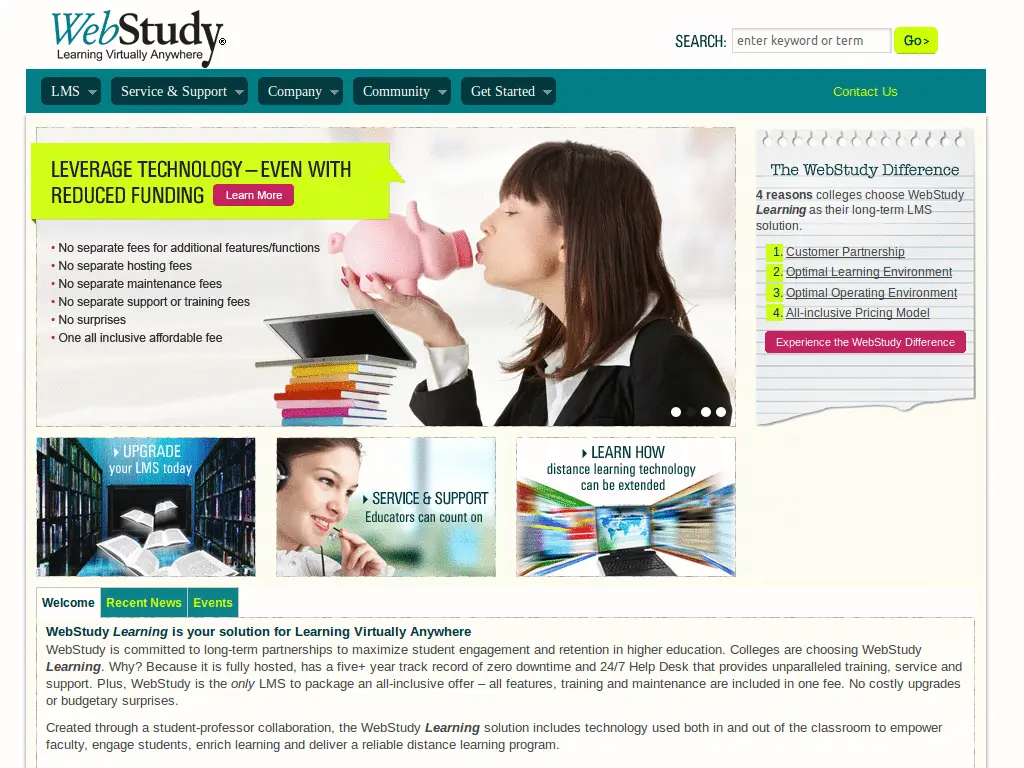 WebStudy®
Learning Virtually Anywhere
SEARCH: enter keyword or term Go>
LMS Service & Support Company Community Get Started Contact Us
LEVERAGE TECHNOLOGY – EVEN WITH
REDUCED FUNDING Learn More
• No separate fees for additional features/functions
• No separate hosting fees
• No separate maintenance fees
• No separate support or training fees
• No surprises
• One all inclusive affordable fee
The WebStudy Difference
4 reasons colleges choose WebStudy
Learning as their long-term LMS
solution.
1. Customer Partnership
2. Optimal Learning Environment
3. Optimal Operating Environment
4. All-inclusive Pricing Model
Experience the WebStudy Difference
UPGRADE
your LMS today
SERVICE & SUPPORT
Educators can count on
LEARN HOW
distance learning technology
can be extended
Welcome Recent News Events
WebStudy Learning is your solution for Learning Virtually Anywhere
WebStudy is committed to long-term partnerships to maximize student engagement and retention in higher education. Colleges are choosing WebStudy
Learning. Why? Because it is fully hosted, has a five+ year track record of zero downtime and 24/7 Help Desk that provides unparalleled training, service and
support. Plus, WebStudy is the only LMS to package an all-inclusive offer – all features, training and maintenance are included in one fee. No costly upgrades
or budgetary surprises.
Created through a student-professor collaboration, the WebStudy Learning solution includes technology used both in and out of the classroom to empower
faculty, engage students, enrich learning and deliver a reliable distance learning program.